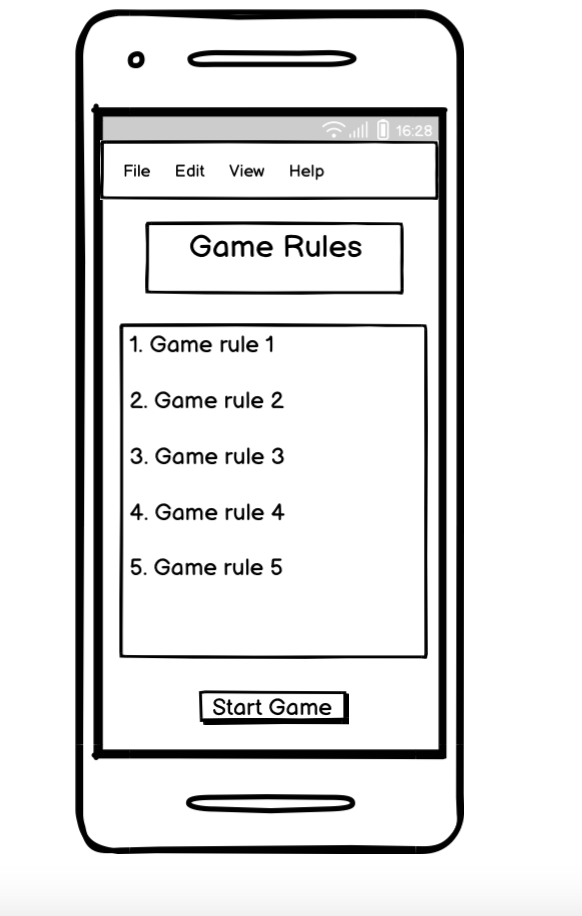 16:28
File Edit View Help
Game Rules
1. Game rule 1
2. Game rule 2
3. Game rule 3
4. Game rule 4
5. Game rule 5
Start Game